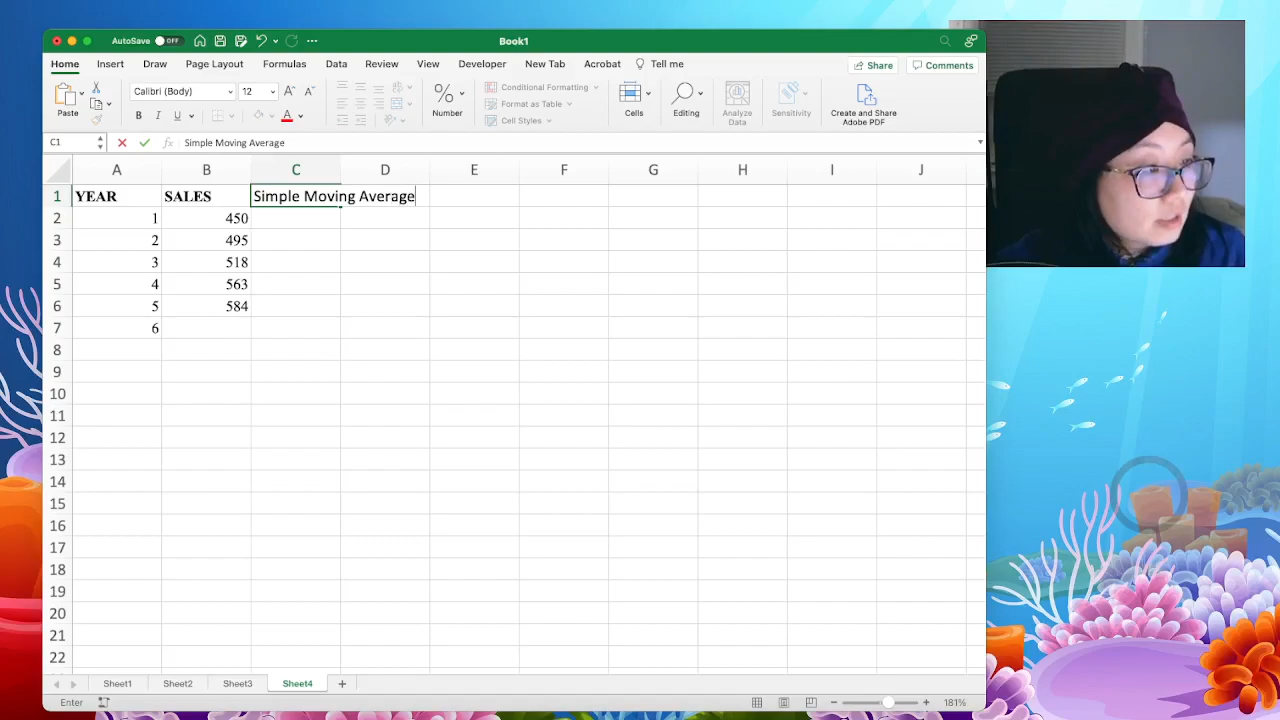 AutoSave OFF
Book1
Home Insert Draw Page Layout Formulas Data Review View Developer New Tab Acrobat Tell me Share Comments
Paste
Calibri (Body) 12 A A
B I U A
% Number
Conditional Formatting
Format as Table
Cell Styles
Cells
Editing
Analyze Data
Sensitivity
Create and Share Adobe PDF
C1 fx Simple Moving Average
A B C D E F G H I J
1 YEAR SALES Simple Moving Average
2 1 450
3 2 495
4 3 518
5 4 563
6 5 584
7 6
8
9
10
11
12
13
14
15
16
17
18
19
20
21
22
Sheet1 Sheet2 Sheet3 Sheet4 +
Enter 181%